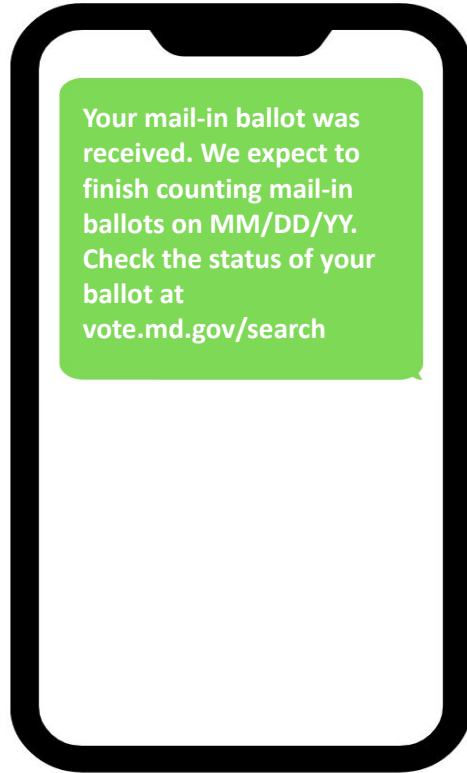 Your mail-in ballot was
received. We expect to
finish counting mail-in
ballots on MM/DD/YY.
Check the status of your
ballot at
vote.md.gov/search